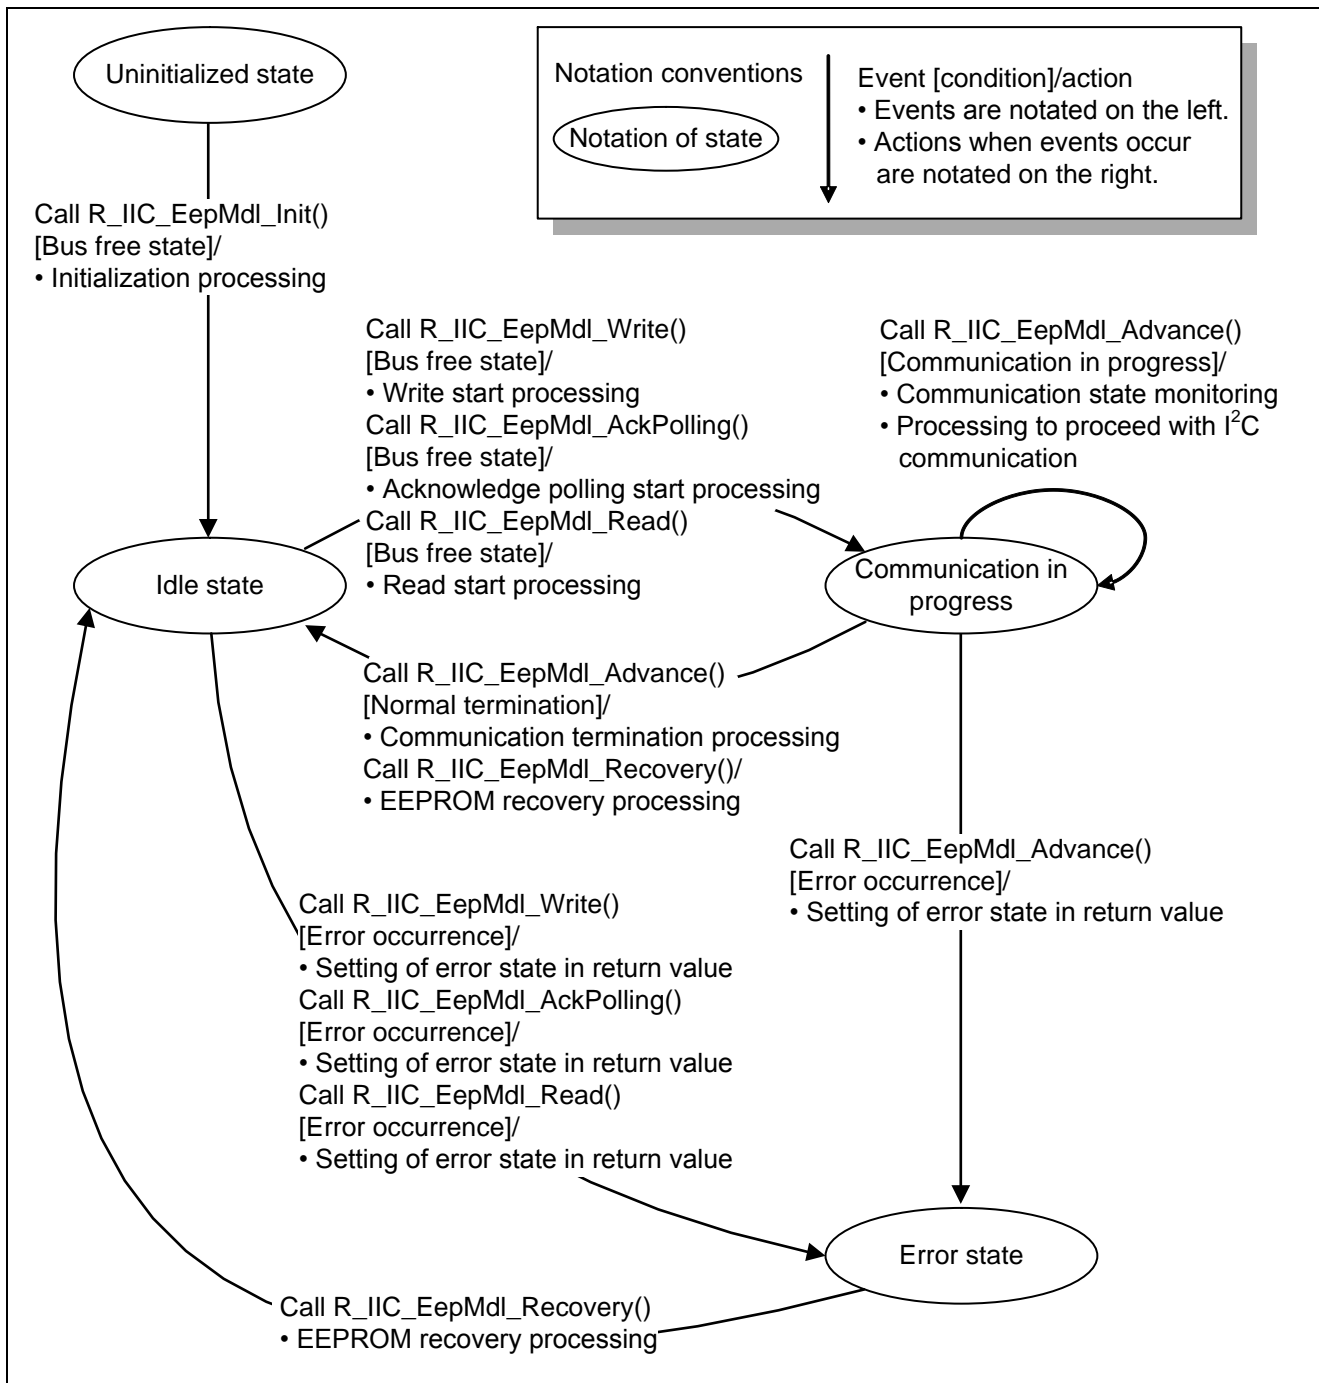 Uninitialized state
Notation conventions
Notation of state
Event [condition]/action
• Events are notated on the left.
• Actions when events occur
are notated on the right.
Call R_IIC_EepMdl_Init()
[Bus free state]/
• Initialization processing
Call R_IIC_EepMdl_Write()
[Bus free state]/
• Write start processing
Call R_IIC_EepMdl_AckPolling()
[Bus free state]/
• Acknowledge polling start processing
Call R_IIC_EepMdl_Read()
[Bus free state]/
• Read start processing
Call R_IIC_EepMdl_Advance()
[Communication in progress]/
• Communication state monitoring
• Processing to proceed with I²C
communication
Idle state
Communication in
progress
Call R_IIC_EepMdl_Advance()
[Normal termination]/
• Communication termination processing
Call R_IIC_EepMdl_Recovery()/
• EEPROM recovery processing
Call R_IIC_EepMdl_Advance()
[Error occurrence]/
• Setting of error state in return value
Call R_IIC_EepMdl_Write()
[Error occurrence]/
• Setting of error state in return value
Call R_IIC_EepMdl_AckPolling()
[Error occurrence]/
• Setting of error state in return value
Call R_IIC_EepMdl_Read()
[Error occurrence]/
• Setting of error state in return value
Error state
Call R_IIC_EepMdl_Recovery()
• EEPROM recovery processing